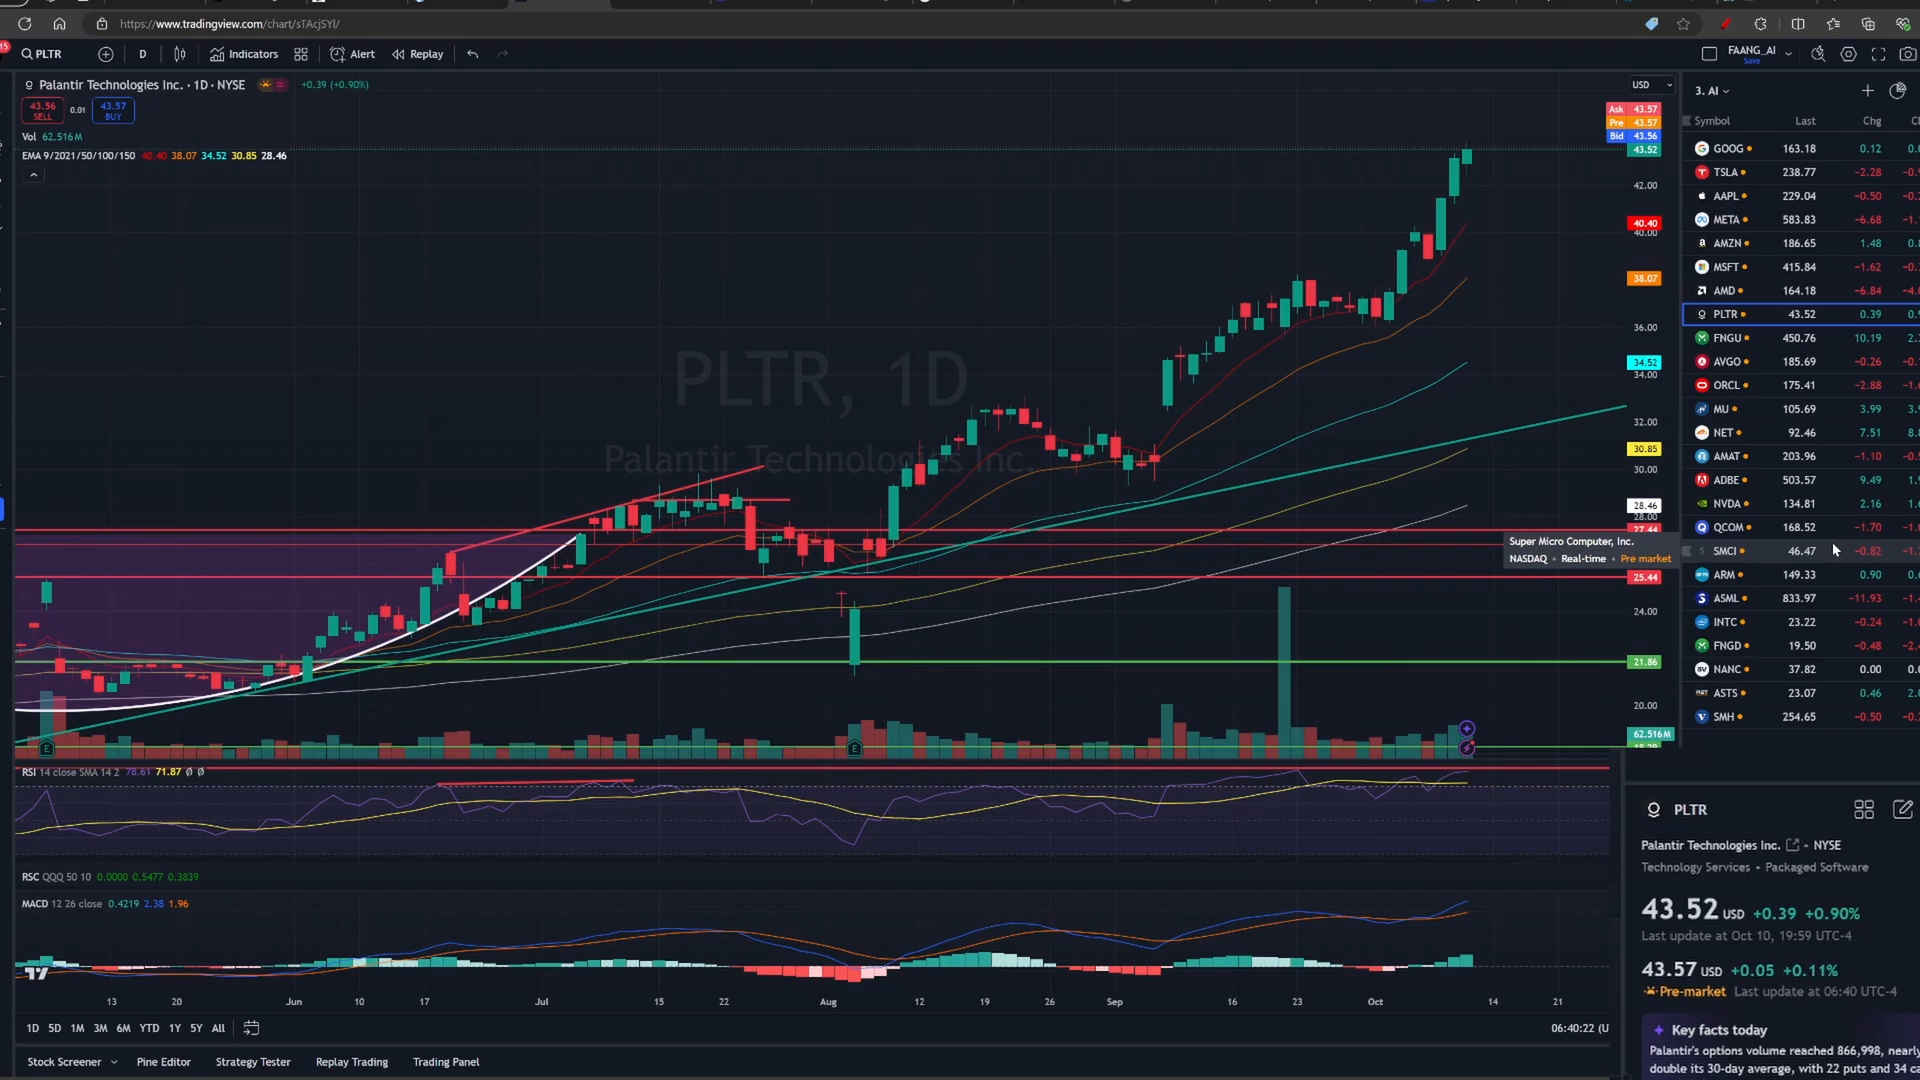 https://www.tradingview.com/chart/sTAcjSYl/
15
PLTR
D
Indicators
Alert
Replay
FAANG_AI
Save
Palantir Technologies Inc. · 1D · NYSE
+0.39 (+0.90%)
43.56
SELL
0.01
43.57
BUY
Vol 62.516M
EMA 9/2021/50/100/150 40.40 38.07 34.52 30.85 28.46
PLTR, 1D
Palantir Technologies Inc.
USD
Ask 43.57
Pre 43.57
Bid 43.56
43.52
42.00
40.40
40.00
38.07
36.00
34.52
34.00
32.00
30.85
30.00
28.46
28.00
27.44
25.44
24.00
21.86
20.00
62.516M
Super Micro Computer, Inc.
NASDAQ • Real-time • Pre market
E
E
RSI 14 close SMA 14 2 78.61 71.87 Ø Ø
RSC QQQ 50 10 0.0000 0.5477 0.3839
MACD 12 26 close 0.4219 2.38 1.96
13 20 Jun 10 17 Jul 15 22 Aug 12 19 26 Sep 16 23 Oct 14 21
1D 5D 1M 3M 6M YTD 1Y 5Y All
06:40:22 (U
Stock Screener Pine Editor Strategy Tester Replay Trading Trading Panel
3. AI
Symbol Last Chg
GOOG 163.18 0.12
TSLA 238.77 −2.28
AAPL 229.04 −0.50
META 583.83 −6.68
AMZN 186.65 1.48
MSFT 415.84 −1.62
AMD 164.18 −6.84
PLTR 43.52 0.39
FNGU 450.76 10.19
AVGO 185.69 −0.26
ORCL 175.41 −2.88
MU 105.69 3.99
NET 92.46 7.51
AMAT 203.96 −1.10
ADBE 503.57 9.49
NVDA 134.81 2.16
QCOM 168.52 −1.70
SMCI 46.47 −0.82
ARM 149.33 0.90
ASML 833.97 −11.93
INTC 23.22 −0.24
FNGD 19.50 −0.48
NANC 37.82 0.00
ASTS 23.07 0.46
SMH 254.65 −0.50
PLTR
Palantir Technologies Inc. • NYSE
Technology Services • Packaged Software
43.52 USD +0.39 +0.90%
Last update at Oct 10, 19:59 UTC-4
43.57 USD +0.05 +0.11%
Pre-market Last update at 06:40 UTC-4
Key facts today
Palantir's options volume reached 866,998, nearly
double its 30-day average, with 22 puts and 34 ca